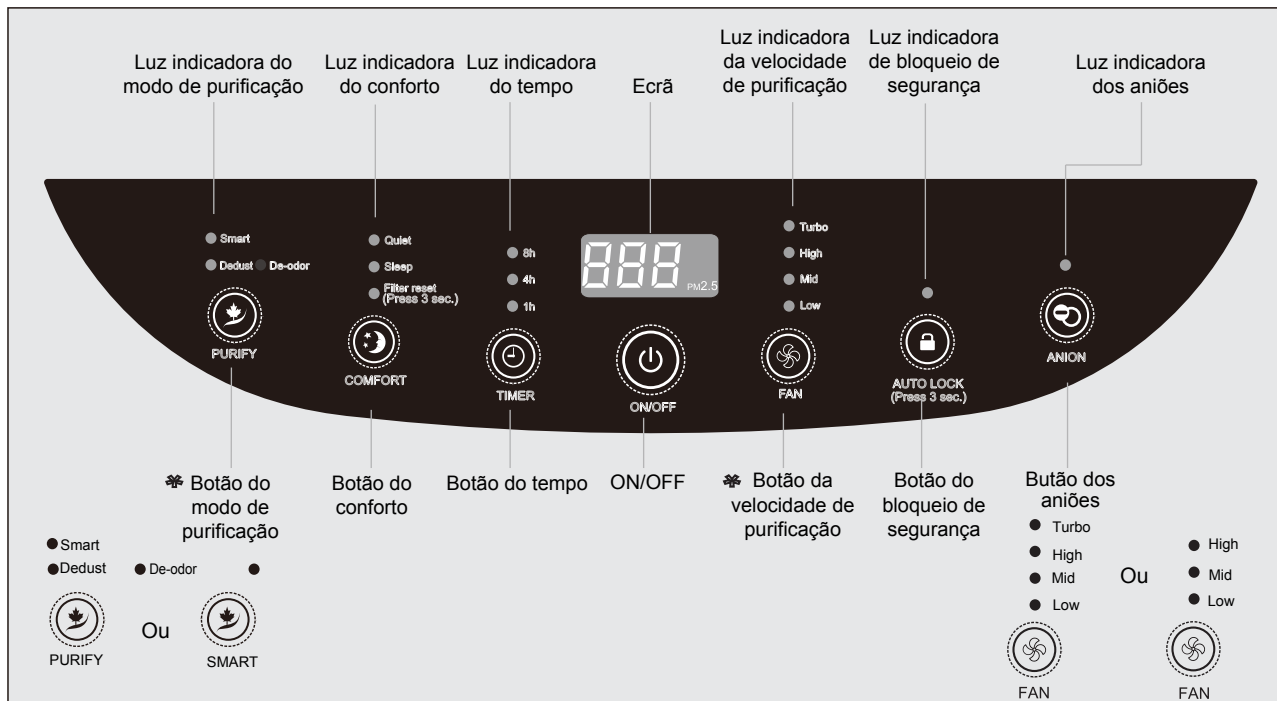 Luz indicadora do
modo de purificação
Luz indicadora
do conforto
Luz indicadora
do tempo
Ecrã
Luz indicadora
da velocidade
de purificação
Luz indicadora
de bloqueio de
segurança
Luz indicadora
dos aniões
Smart
Dedust De-odor
PURIFY
Quiet
Sleep
Filter reset
(Press 3 sec.)
COMFORT
8h
4h
1h
TIMER
888 PM2.5
ON/OFF
Turbo
High
Mid
Low
FAN
AUTO LOCK
(Press 3 sec.)
ANION
Botão do
modo de
purificação
Botão do
conforto
Botão do tempo
ON/OFF
Botão da
velocidade de
purificação
Botão do
bloqueio de
segurança
Butão dos
aniões
Smart
Dedust De-odor
PURIFY
Ou
SMART
Turbo
High
Mid
Low
FAN
Ou
High
Mid
Low
FAN